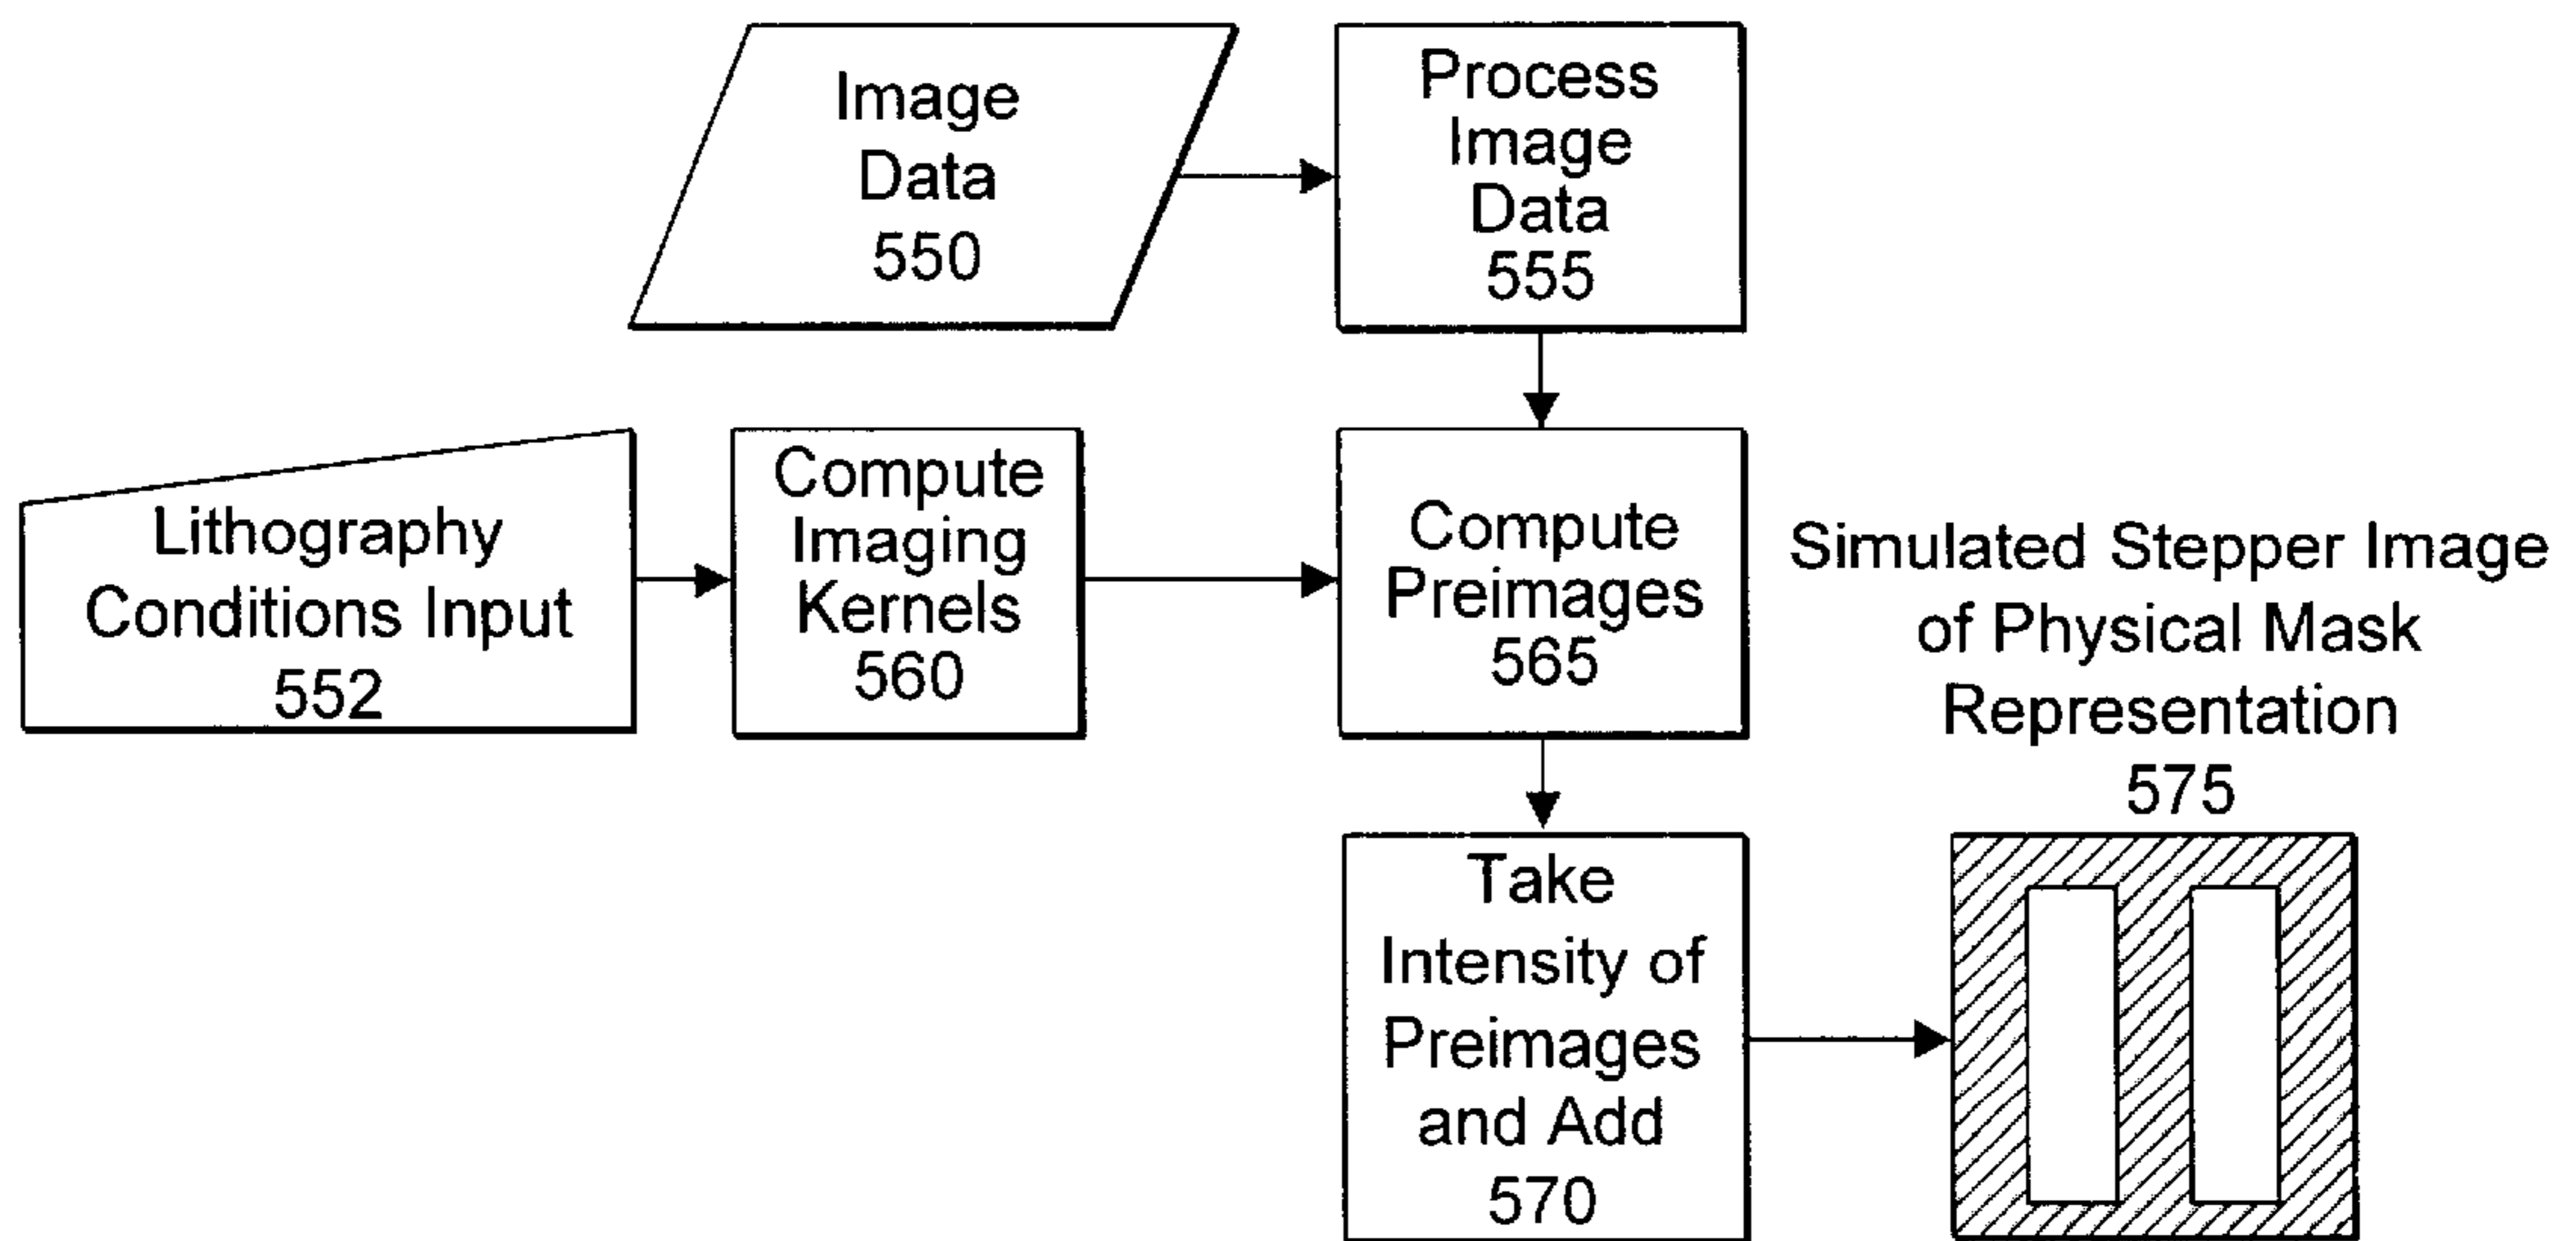 Image
Data
550
Process
Image
Data
555
Lithography
Conditions Input
552
Compute
Imaging
Kernels
560
Compute
Preimages
565
Simulated Stepper Image
of Physical Mask
Representation
575
Take
Intensity of
Preimages
and Add
570